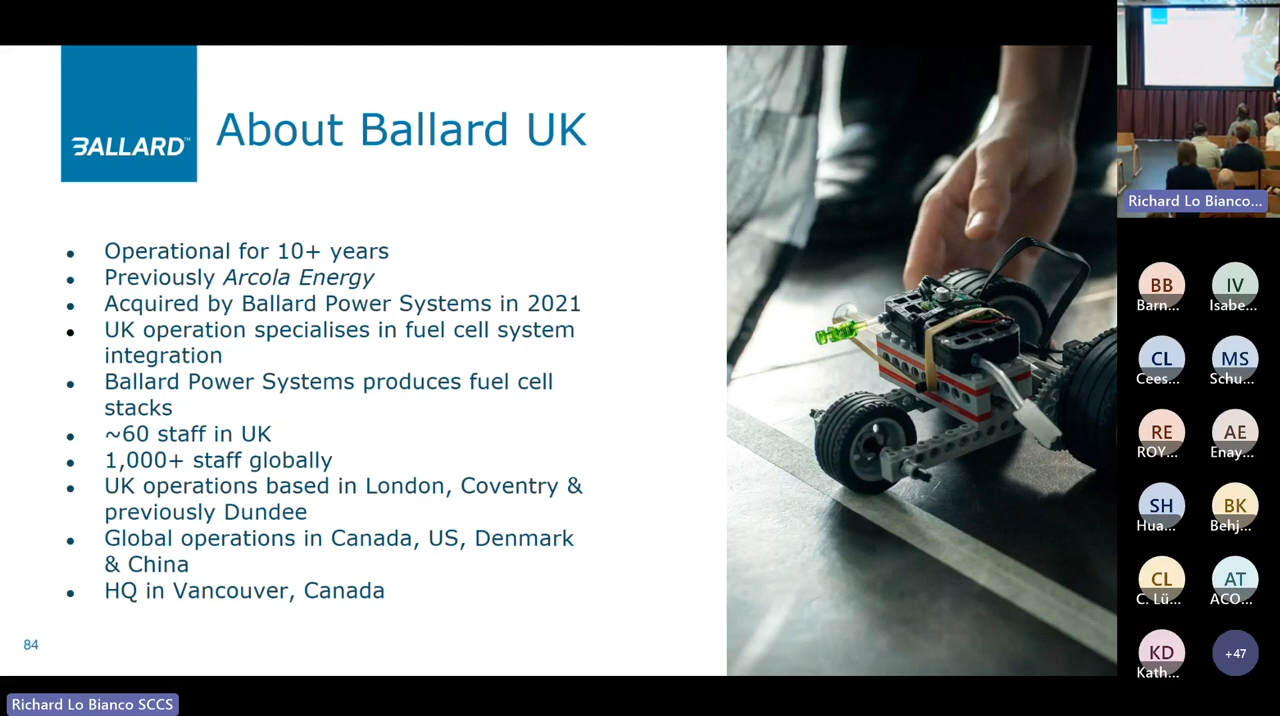 BALLARD™
About Ballard UK
• Operational for 10+ years
• Previously Arcola Energy
• Acquired by Ballard Power Systems in 2021
• UK operation specialises in fuel cell system
integration
• Ballard Power Systems produces fuel cell
stacks
• ~60 staff in UK
• 1,000+ staff globally
• UK operations based in London, Coventry &
previously Dundee
• Global operations in Canada, US, Denmark
& China
• HQ in Vancouver, Canada
84
Richard Lo Bianco SCCS
Richard Lo Bianco...
BB
Barn...
IV
Isabe...
CL
Cees...
MS
Schu...
RE
ROY...
AE
Enay...
SH
Hua...
BK
Behj...
CL
C. Lü...
AT
ACO...
KD
Kath...
+47